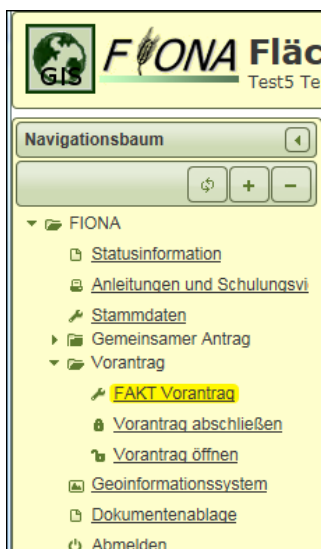 GIS FIONA Fläc
Test5 Te
Navigationsbaum
FIONA
Statusinformation
Anleitungen und Schulungsvi
Stammdaten
Gemeinsamer Antrag
Vorantrag
FAKT Vorantrag
Vorantrag abschließen
Vorantrag öffnen
Geoinformationssystem
Dokumentenablage
Abmelden